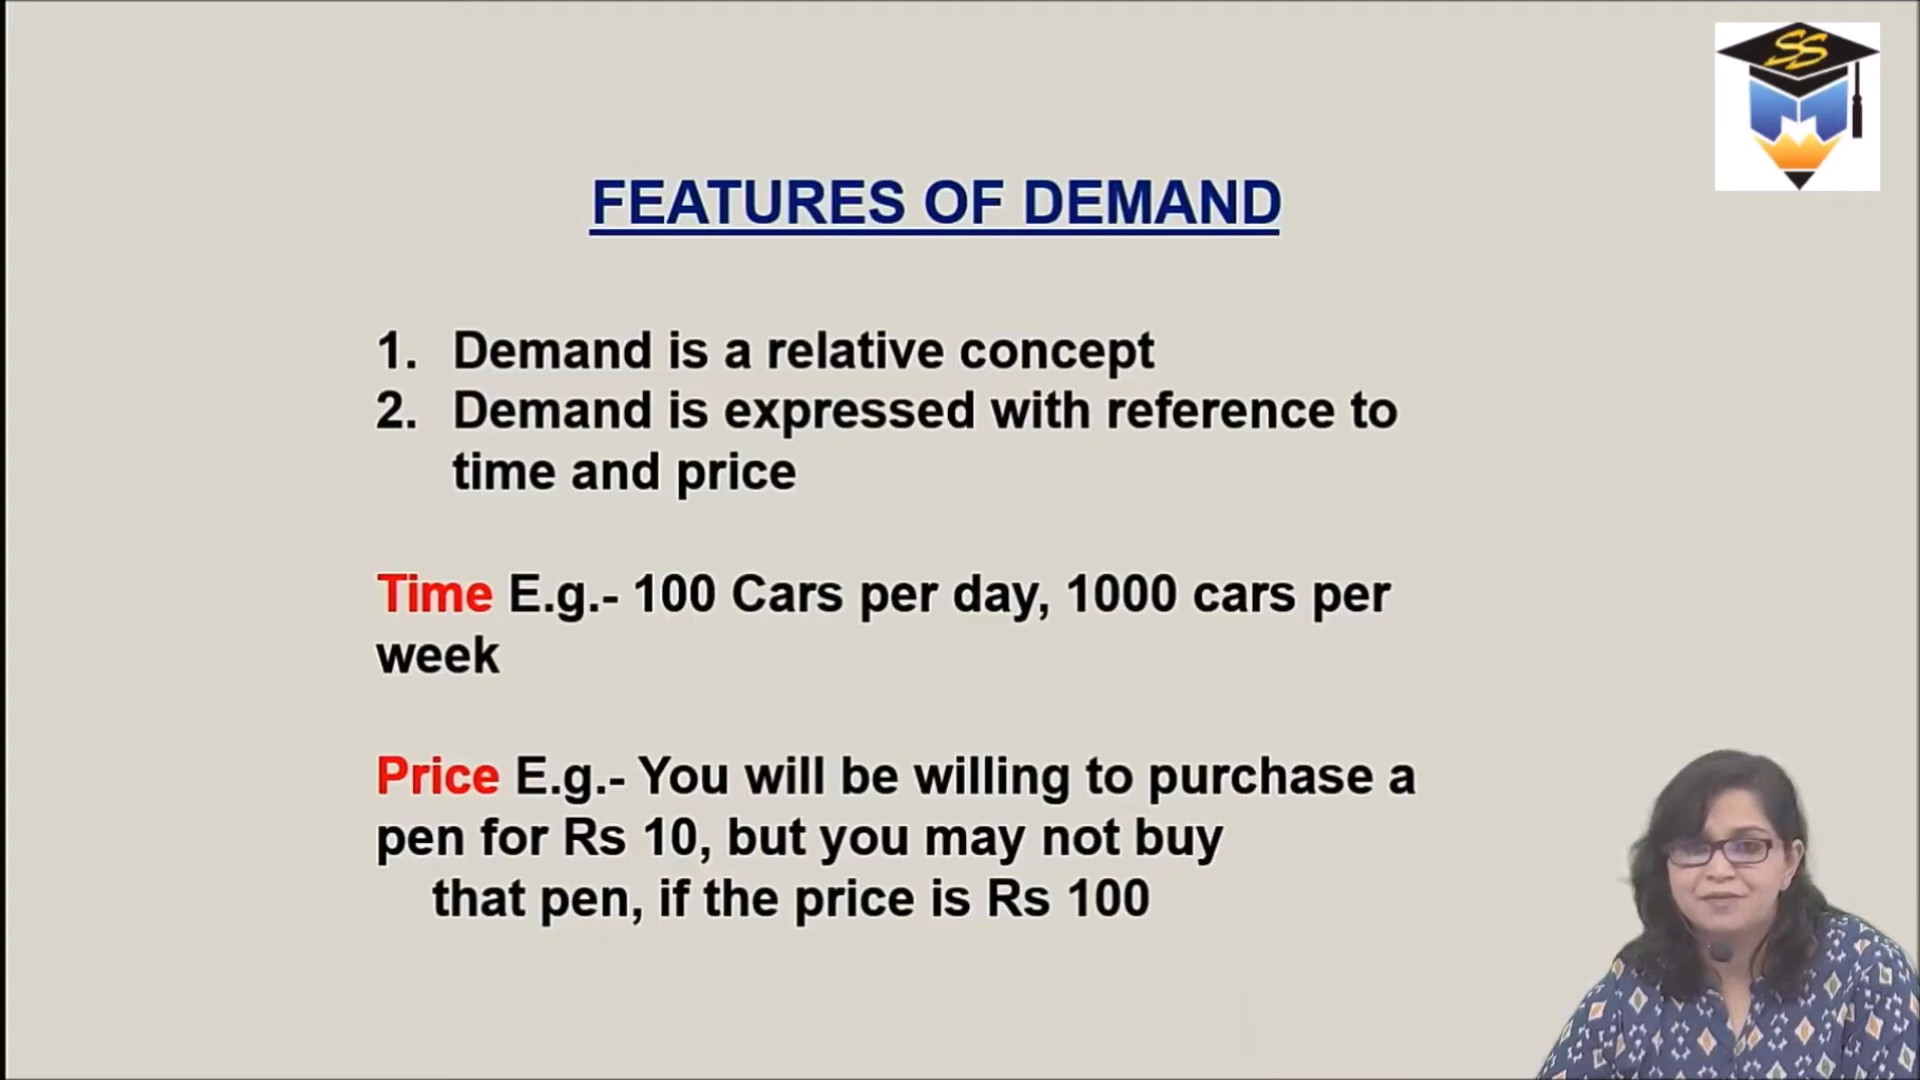 SS
FEATURES OF DEMAND
1. Demand is a relative concept
2. Demand is expressed with reference to
time and price
Time E.g.- 100 Cars per day, 1000 cars per
week
Price E.g.- You will be willing to purchase a
pen for Rs 10, but you may not buy
that pen, if the price is Rs 100